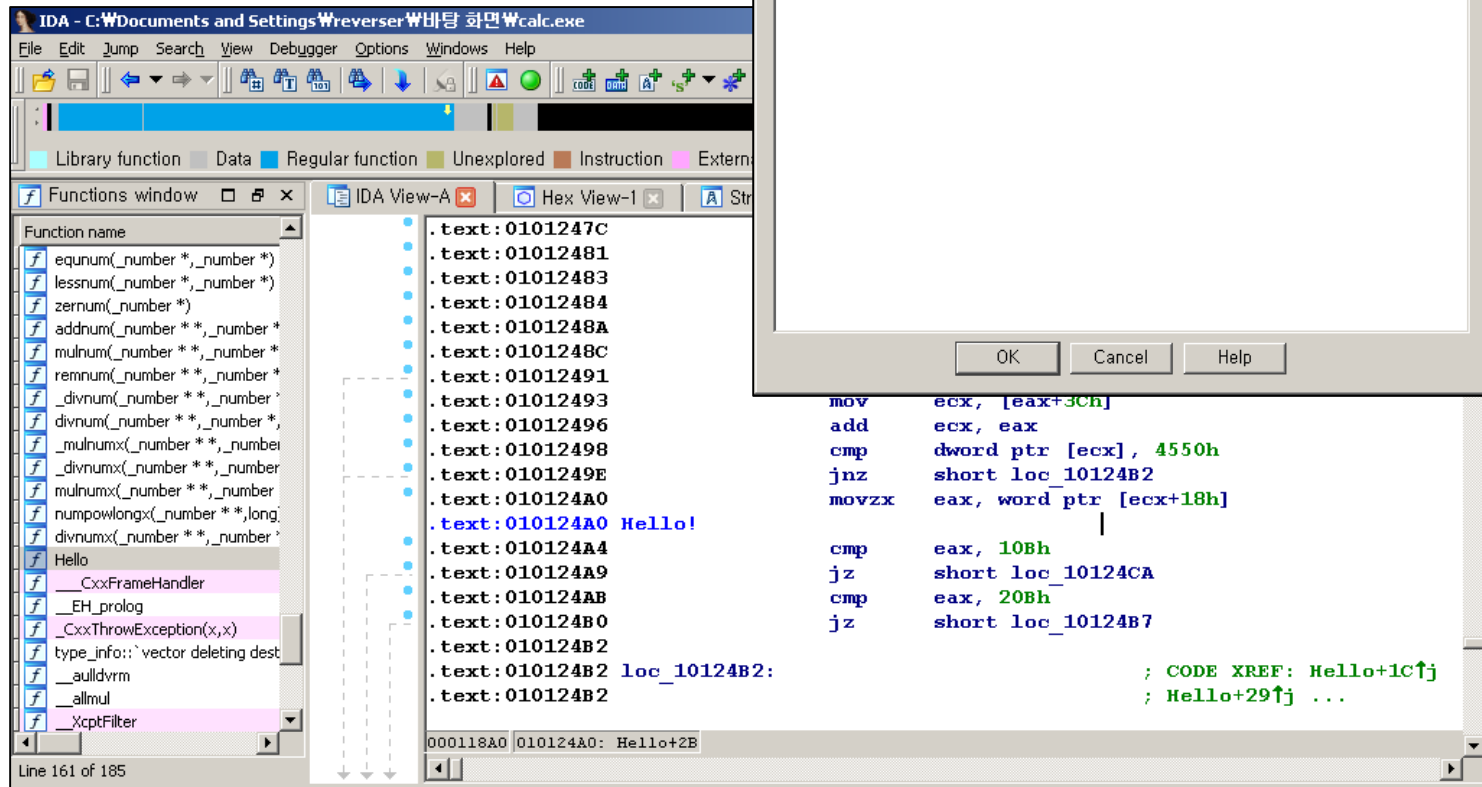 IDA - C:₩Documents and Settings₩reverser₩바탕 화면₩calc.exe
File Edit Jump Search View Debugger Options Windows Help
Library function Data Regular function Unexplored Instruction Externa
Functions window
IDA View-A
Hex View-1
Str
Function name
equnum(_number *,_number *)
lessnum(_number *,_number *)
zernum(_number *)
addnum(_number * *,_number *
mulnum(_number * *,_number *
remnum(_number * *,_number *
_divnum(_number * *,_number *
divnum(_number * *,_number *,
_mulnumx(_number * *,_number
_divnumx(_number * *,_number
mulnumx(_number * *,_number
numpowlongx(_number * *,long)
divnumx(_number * *,_number *
Hello
___CxxFrameHandler
__EH_prolog
_CxxThrowException(x,x)
type_info::`vector deleting dest
__aulldvrm
__allmul
__XcptFilter
Line 161 of 185
.text:0101247C
.text:01012481
.text:01012483
.text:01012484
.text:0101248A
.text:0101248C
.text:01012491
.text:01012493 mov ecx, [eax+3Ch]
.text:01012496 add ecx, eax
.text:01012498 cmp dword ptr [ecx], 4550h
.text:0101249E jnz short loc_10124B2
.text:010124A0 movzx eax, word ptr [ecx+18h]
.text:010124A0 Hello!
.text:010124A4 cmp eax, 10Bh
.text:010124A9 jz short loc_10124CA
.text:010124AB cmp eax, 20Bh
.text:010124B0 jz short loc_10124B7
.text:010124B2
.text:010124B2 loc_10124B2: ; CODE XREF: Hello+1C↑j
.text:010124B2 ; Hello+29↑j ...
000118A0 010124A0: Hello+2B
OK Cancel Help